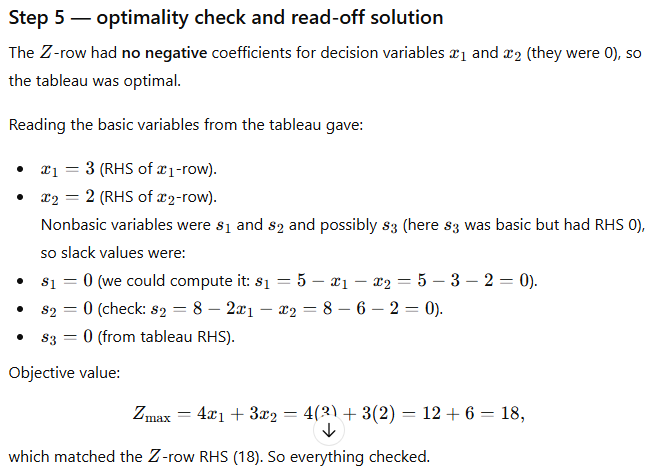 Step 5 — optimality check and read-off solution
The Z-row had no negative coefficients for decision variables x₁ and x₂ (they were 0), so
the tableau was optimal.
Reading the basic variables from the tableau gave:
• x₁ = 3 (RHS of x₁-row).
• x₂ = 2 (RHS of x₂-row).
Nonbasic variables were s₁ and s₂ and possibly s₃ (here s₃ was basic but had RHS 0),
so slack values were:
• s₁ = 0 (we could compute it: s₁ = 5 − x₁ − x₂ = 5 − 3 − 2 = 0).
• s₂ = 0 (check: s₂ = 8 − 2x₁ − x₂ = 8 − 6 − 2 = 0).
• s₃ = 0 (from tableau RHS).
Objective value:
Zmax = 4x₁ + 3x₂ = 4(3) + 3(2) = 12 + 6 = 18,
which matched the Z-row RHS (18). So everything checked.